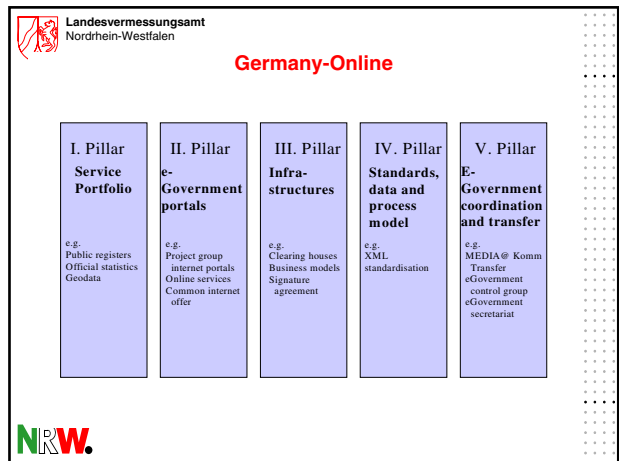 Landesvermessungsamt
Nordrhein-Westfalen
Germany-Online
I. Pillar
Service
Portfolio
e.g.
Public registers
Official statistics
Geodata
II. Pillar
e-
Government
portals
e.g.
Project group
internet portals
Online services
Common internet
offer
III. Pillar
Infra-
structures
e.g.
Clearing houses
Business models
Signature
agreement
IV. Pillar
Standards,
data and
process
model
e.g.
XML
standardisation
V. Pillar
E-
Government
coordination
and transfer
e.g.
MEDIA@ Komm
Transfer
eGovernment
control group
eGovernment
secretariat
NRW.